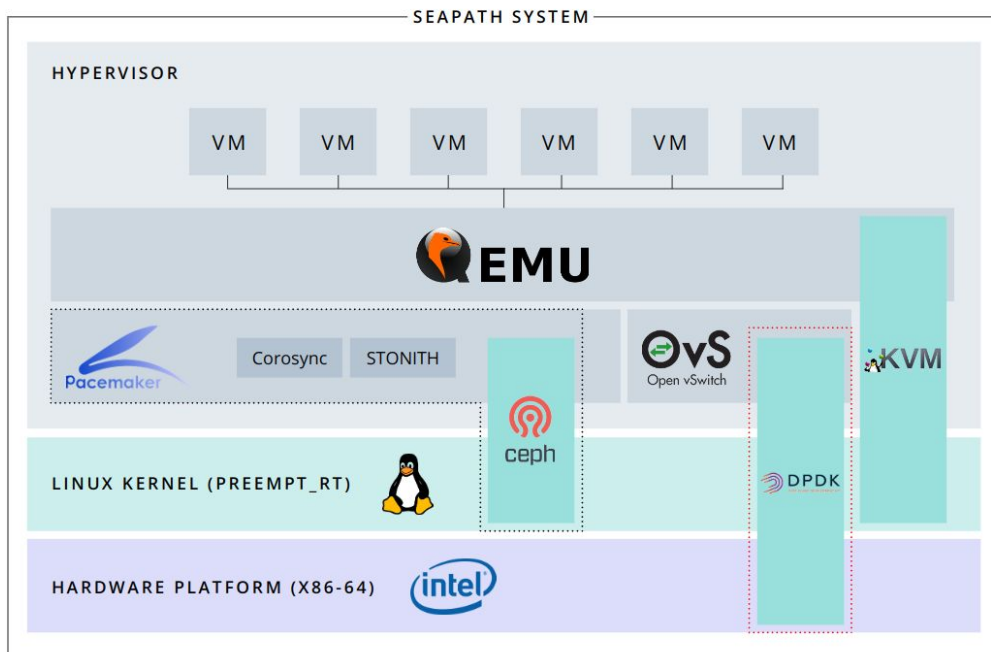 SEAPATH SYSTEM
HYPERVISOR
VM VM VM VM VM VM
QEMU
Pacemaker
Corosync
STONITH
OvS
Open vSwitch
KVM
ceph
LINUX KERNEL (PREEMPT_RT)
DPDK
HARDWARE PLATFORM (X86-64)
intel